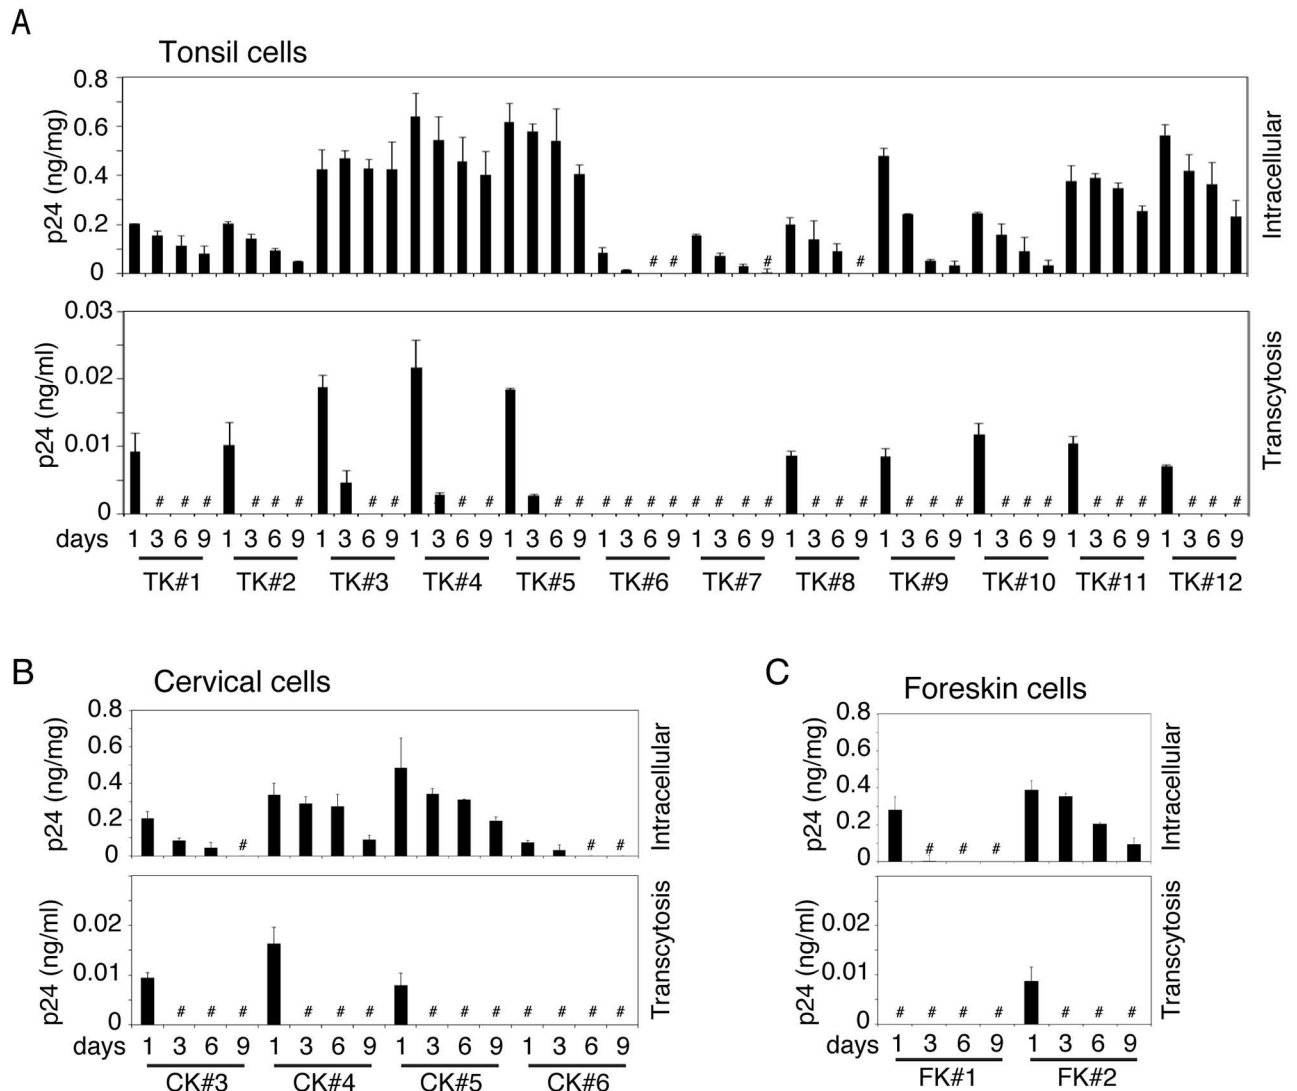 A
Tonsil cells
0.8
0.6
0.4
0.2
0
p24 (ng/mg)
Intracellular
# # # #
0.03
0.02
0.01
0
p24 (ng/ml)
Transcytosis
# # # # # # # # # # # # # # # # # # # # # # # # # # # # # # # # # # #
days 1 3 6 9 1 3 6 9 1 3 6 9 1 3 6 9 1 3 6 9 1 3 6 9 1 3 6 9 1 3 6 9 1 3 6 9 1 3 6 9 1 3 6 9 1 3 6 9
TK#1 TK#2 TK#3 TK#4 TK#5 TK#6 TK#7 TK#8 TK#9 TK#10 TK#11 TK#12
B
Cervical cells
0.8
0.6
0.4
0.2
0
p24 (ng/mg)
Intracellular
# # #
0.02
0.01
0
p24 (ng/ml)
Transcytosis
# # # # # # # # # # # # #
days 1 3 6 9 1 3 6 9 1 3 6 9 1 3 6 9
CK#3 CK#4 CK#5 CK#6
C
Foreskin cells
0.8
0.6
0.4
0.2
0
p24 (ng/mg)
Intracellular
# # #
0.02
0.01
0
p24 (ng/ml)
Transcytosis
# # # # # # #
days 1 3 6 9 1 3 6 9
FK#1 FK#2